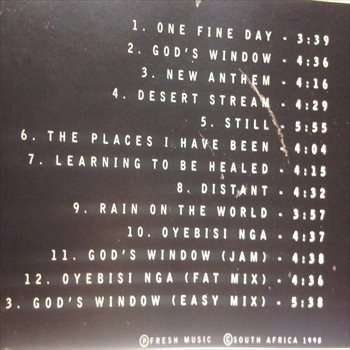 1. ONE FINE DAY - 3:39
2. GOD'S WINDOW - 4:36
3. NEW ANTHEM - 4:16
4. DESERT STREAM - 4:29
5. STILL - 5:55
6. THE PLACES I HAVE BEEN - 4:04
7. LEARNING TO BE HEALED - 4:15
8. DISTANT - 4:32
9. RAIN ON THE WORLD - 3:57
10. OYEBISI NGA - 4:37
11. GOD'S WINDOW (JAM) - 4:38
12. OYEBISI NGA (FAT MIX) - 4:36
3. GOD'S WINDOW (EASY MIX) - 5:38
℗FRESH MUSIC ©SOUTH AFRICA 1998